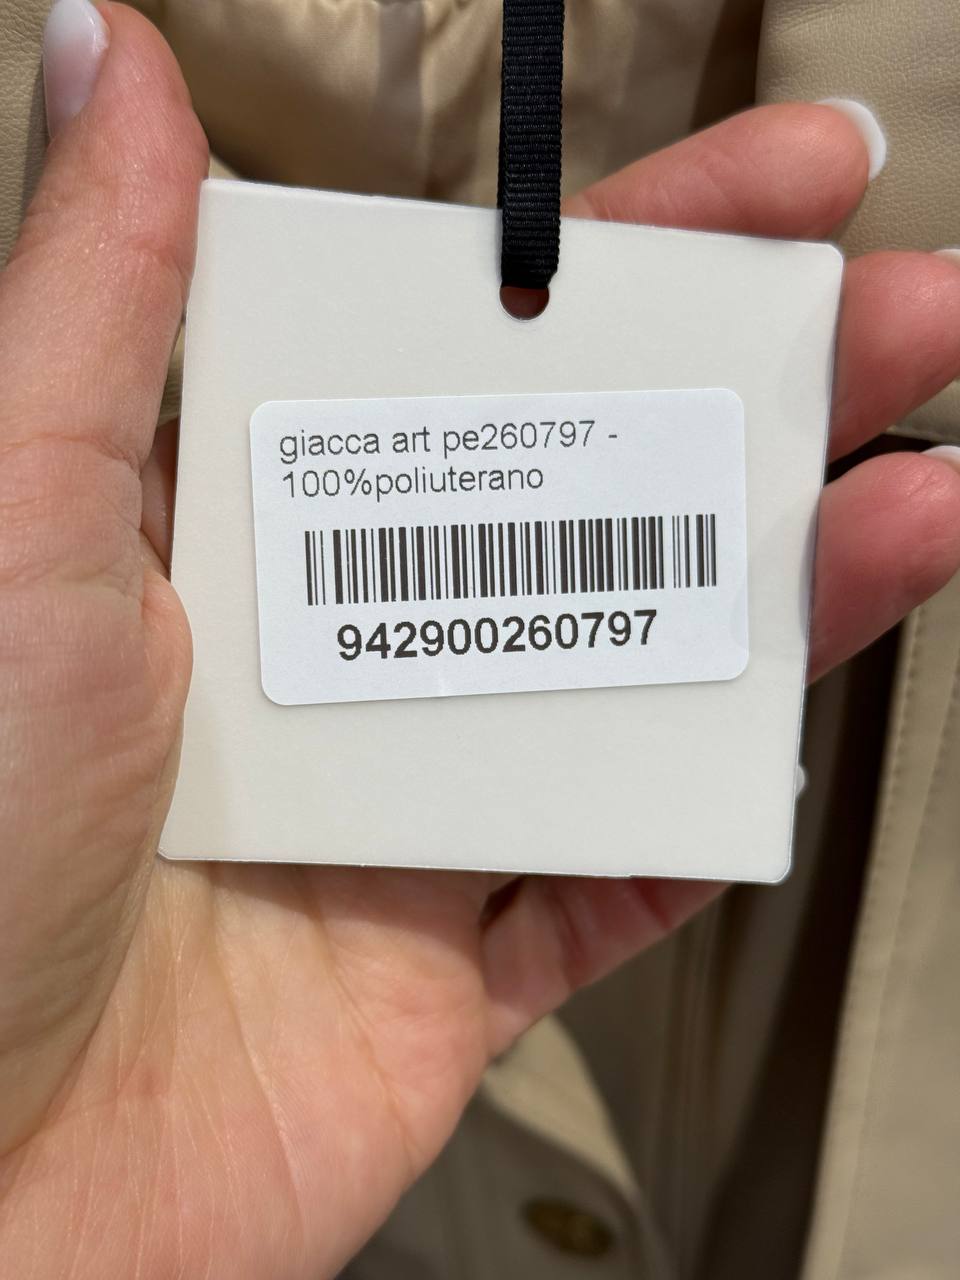 giacca art pe260797 -
100%poliuterano
942900260797